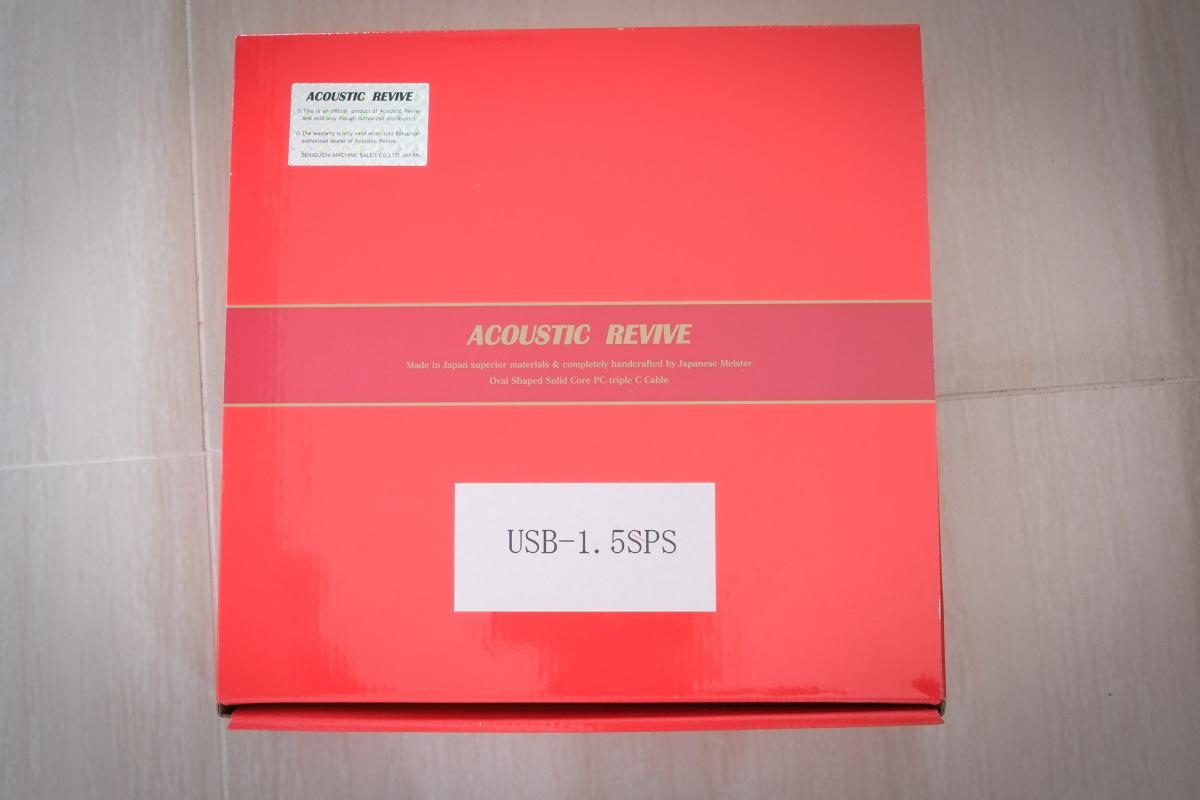 ACOUSTIC REVIVE
☆This is an official product of Acoustic Revive
and sold only though authorized distributors.
☆The warranty is only valid when sold throughout
authorized dealer of Acoustic Revive.
SEKIGUCHI MACHINE SALES CO.,LTD. JAPAN
ACOUSTIC REVIVE
Made in Japan superior materials & completely handcrafted by Japanese Meister
Oval Shaped Solid Core PC-triple C Cable
USB-1.5SPS